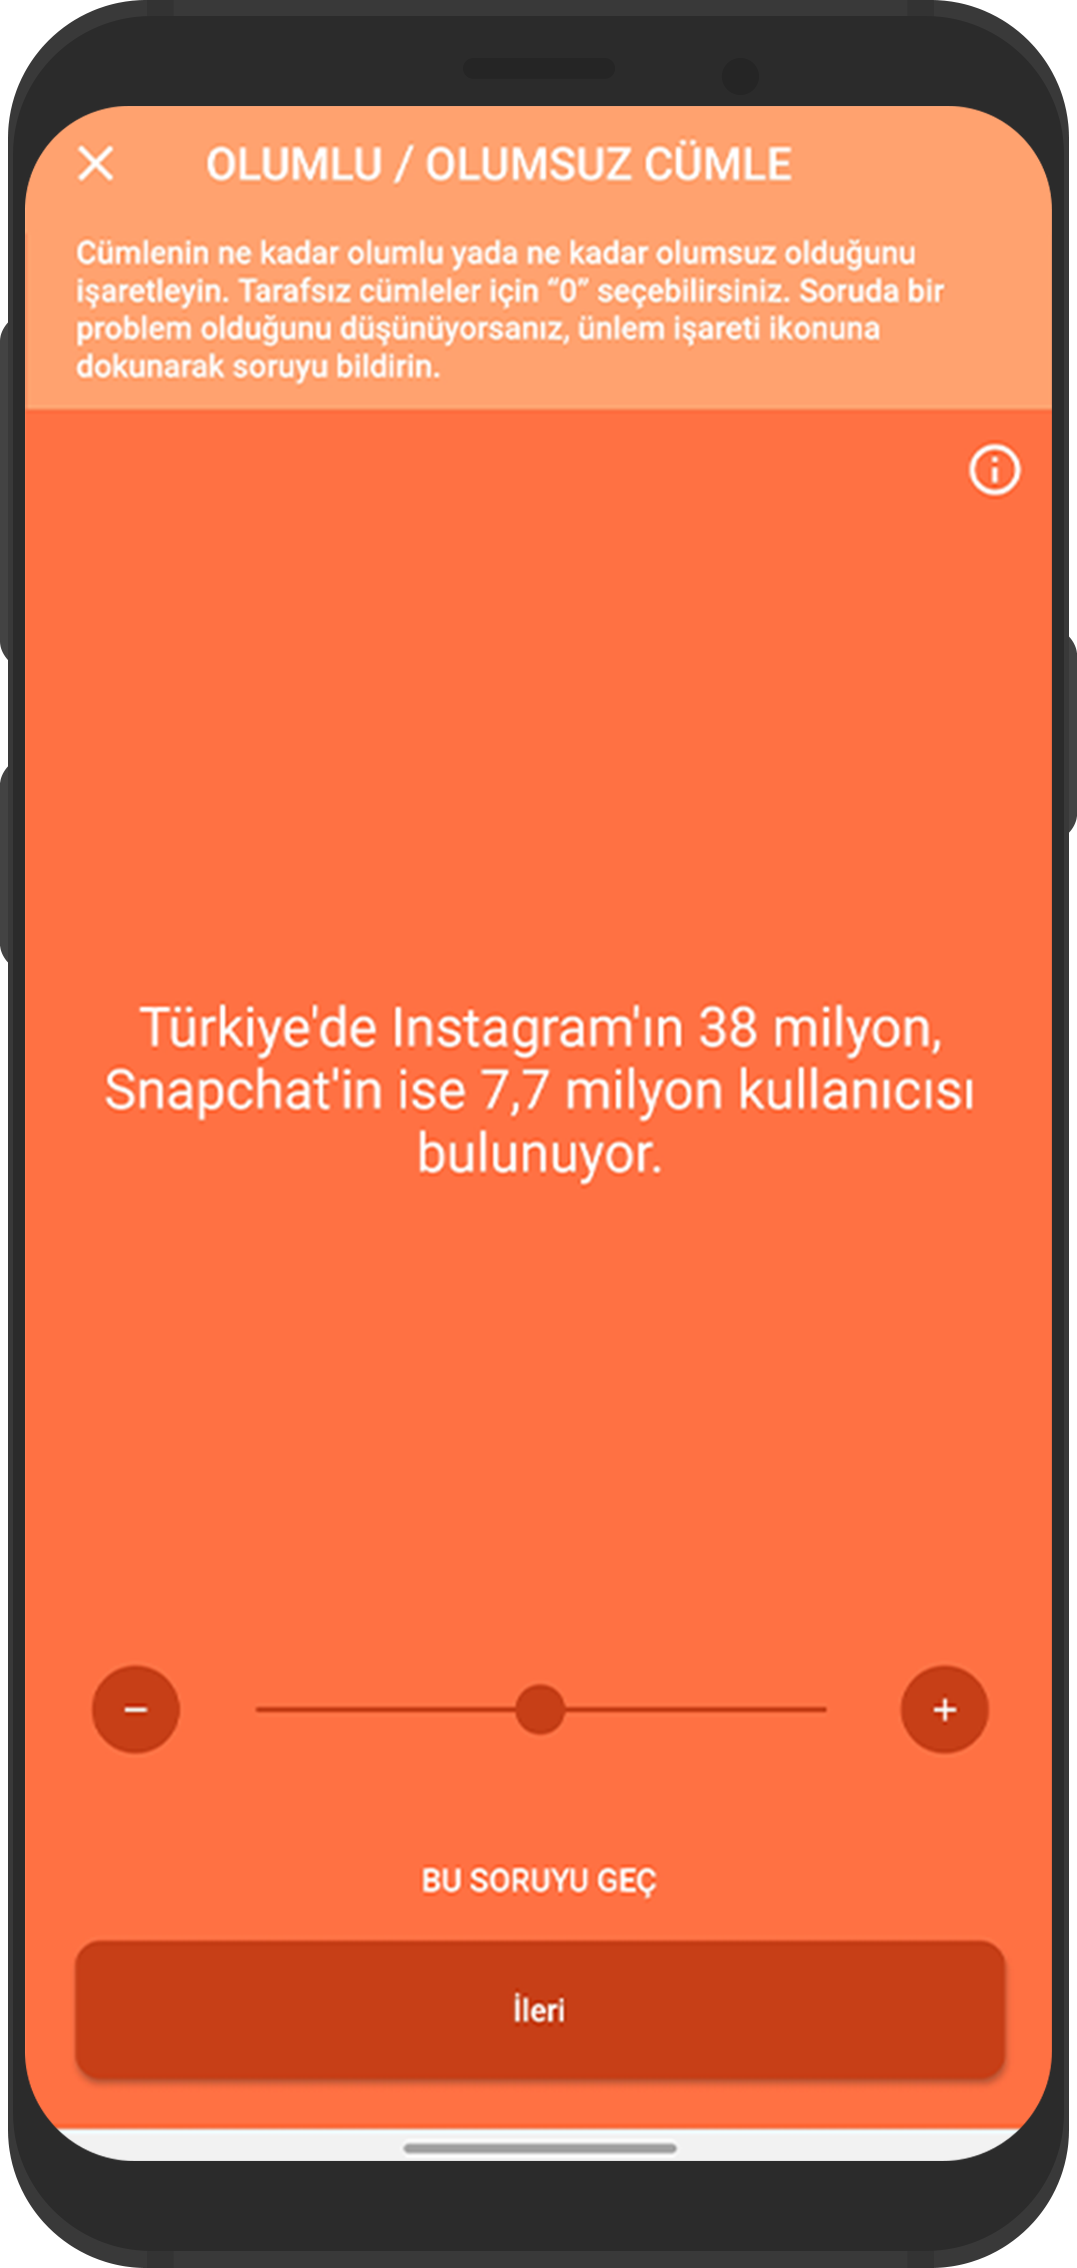 OLUMLU / OLUMSUZ CÜMLE
Cümlenin ne kadar olumlu yada ne kadar olumsuz olduğunu
işaretleyin. Tarafsız cümleler için “0” seçebilirsiniz. Soruda bir
problem olduğunu düşünüyorsanız, ünlem işareti ikonuna
dokunarak soruyu bildirin.
Türkiye'de Instagram'ın 38 milyon,
Snapchat'in ise 7,7 milyon kullanıcısı
bulunuyor.
BU SORUYU GEÇ
İleri